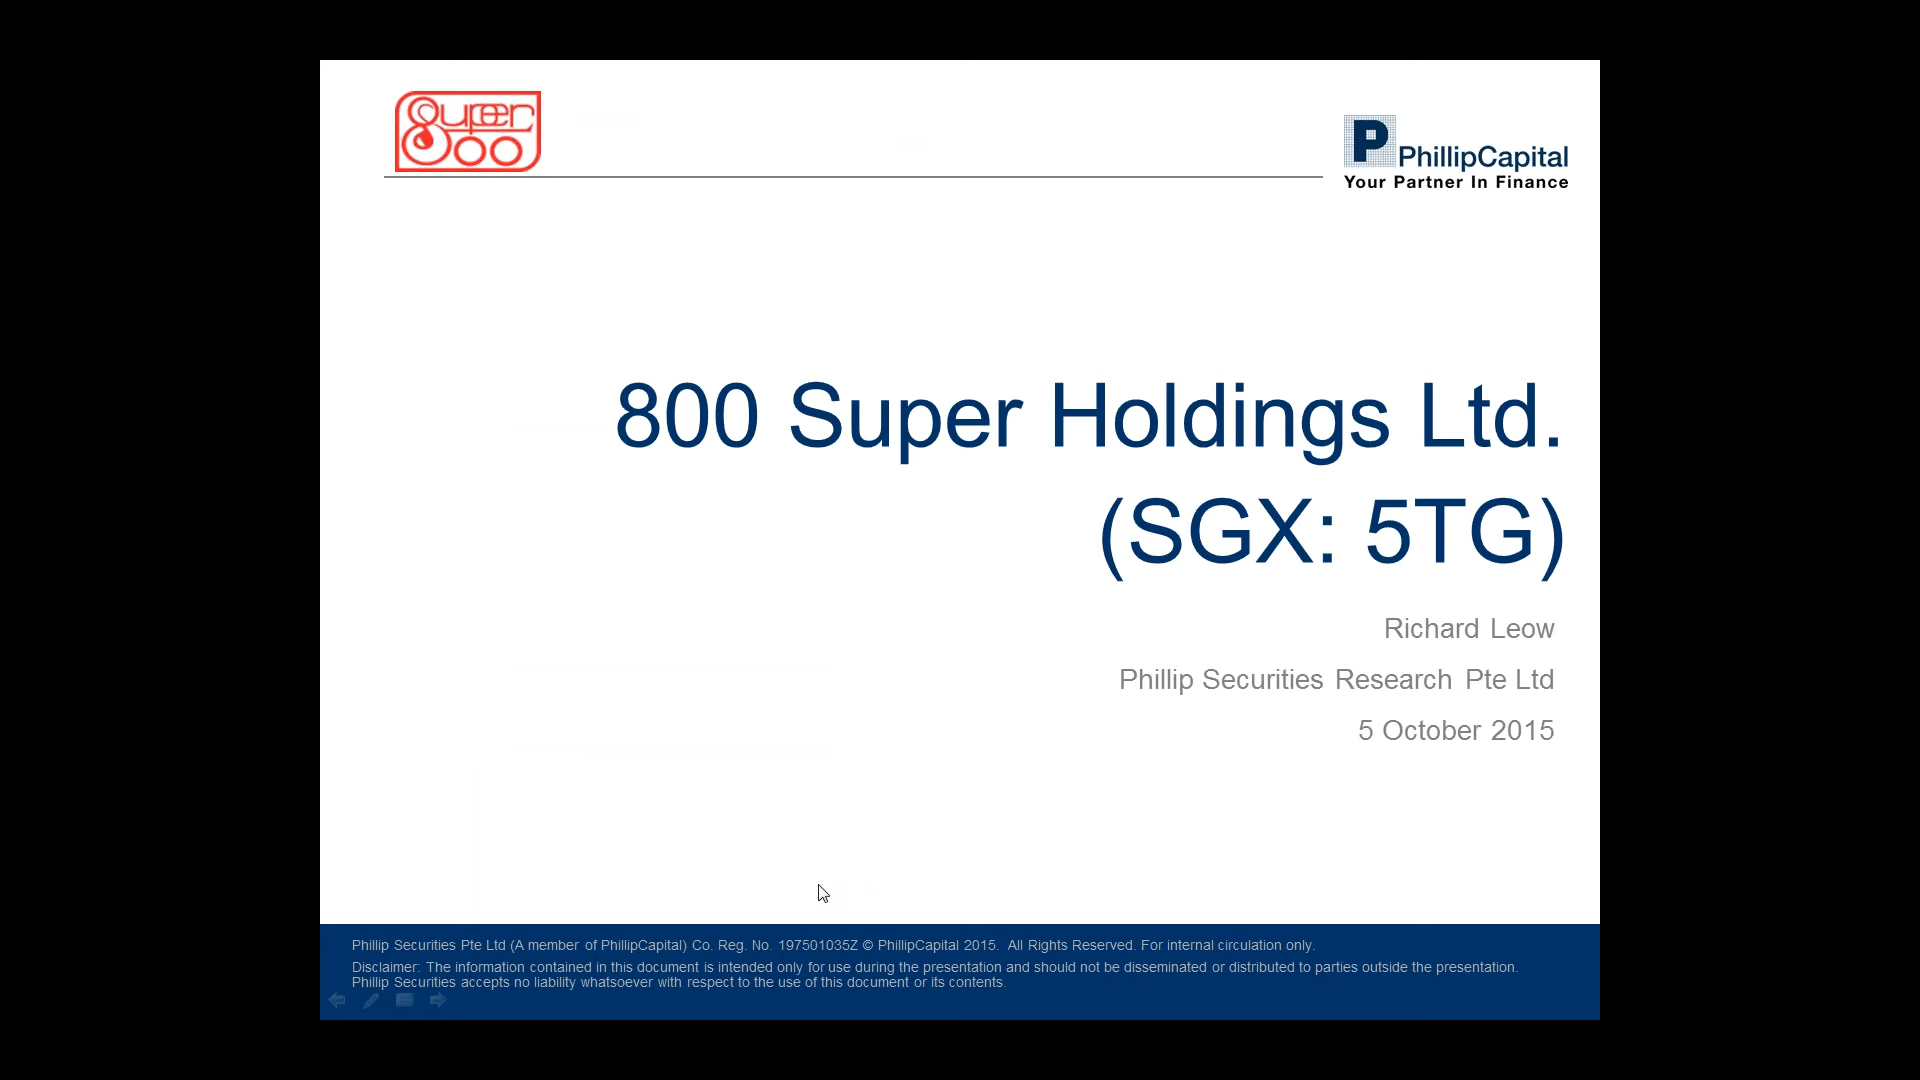 Super
800
P
PhillipCapital
Your Partner In Finance
800 Super Holdings Ltd.
(SGX: 5TG)
Richard Leow
Phillip Securities Research Pte Ltd
5 October 2015
Phillip Securities Pte Ltd (A member of PhillipCapital) Co. Reg. No. 197501035Z © PhillipCapital 2015. All Rights Reserved. For internal circulation only.
Disclaimer: The information contained in this document is intended only for use during the presentation and should not be disseminated or distributed to parties outside the presentation.
Phillip Securities accepts no liability whatsoever with respect to the use of this document or its contents.